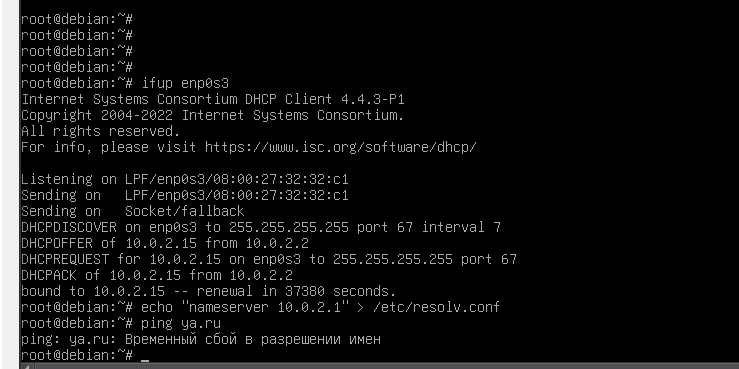 root@debian:~#
root@debian:~#
root@debian:~#
root@debian:~#
root@debian:~# ifup enp0s3
Internet Systems Consortium DHCP Client 4.4.3-P1
Copyright 2004-2022 Internet Systems Consortium.
All rights reserved.
For info, please visit https://www.isc.org/software/dhcp/
Listening on LPF/enp0s3/08:00:27:32:32:c1
Sending on   LPF/enp0s3/08:00:27:32:32:c1
Sending on   Socket/fallback
DHCPDISCOVER on enp0s3 to 255.255.255.255 port 67 interval 7
DHCPOFFER of 10.0.2.15 from 10.0.2.2
DHCPREQUEST for 10.0.2.15 on enp0s3 to 255.255.255.255 port 67
DHCPACK of 10.0.2.15 from 10.0.2.2
bound to 10.0.2.15 -- renewal in 37380 seconds.
root@debian:~# echo "nameserver 10.0.2.1" > /etc/resolv.conf
root@debian:~# ping ya.ru
ping: ya.ru: Временный сбой в разрешении имен
root@debian:~# _